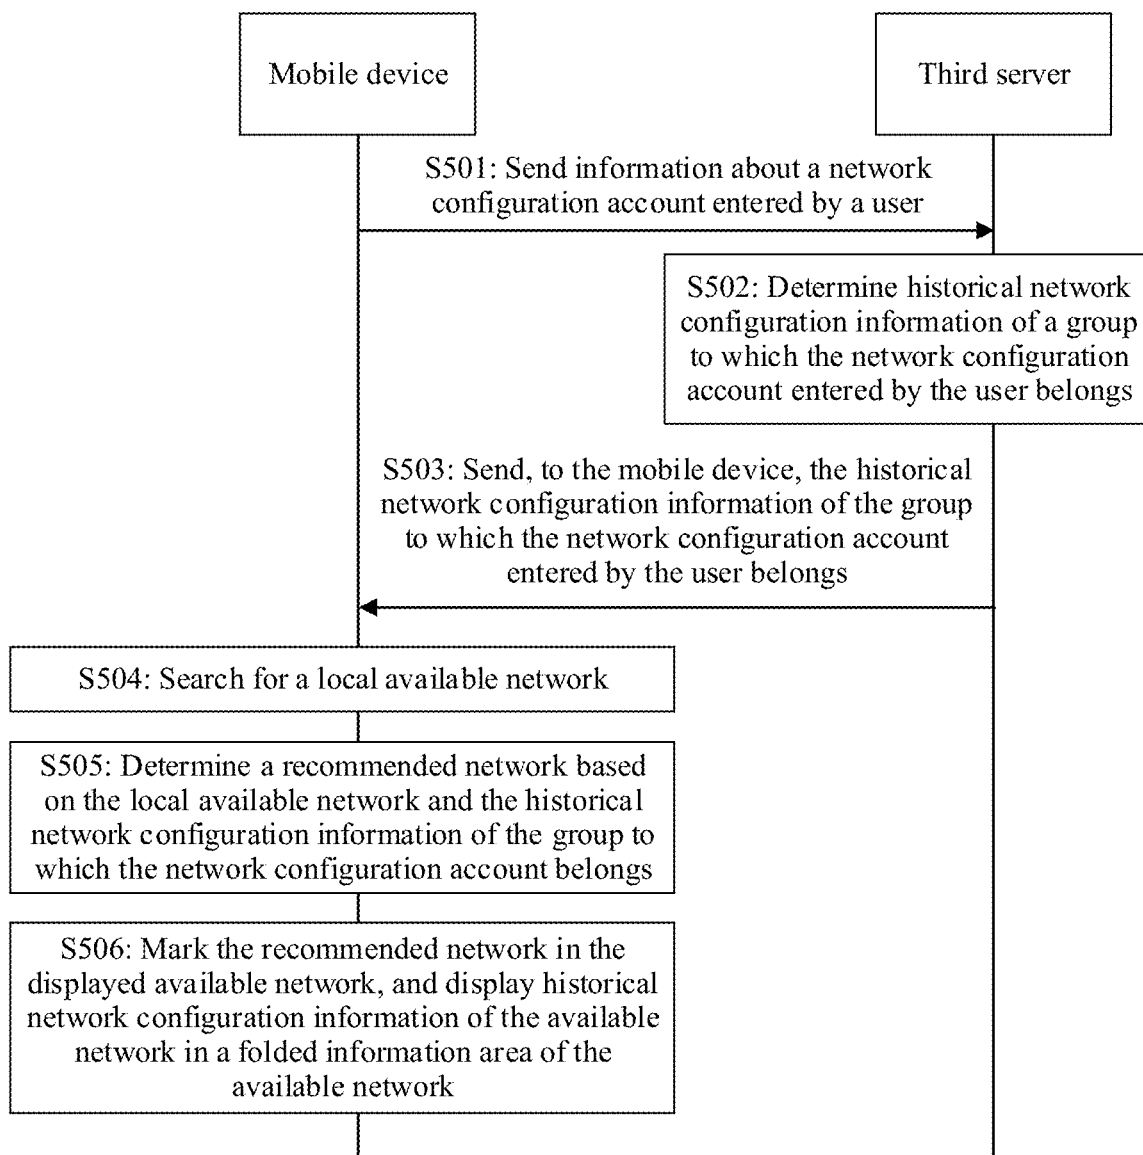 Mobile device
Third server
S501: Send information about a network
configuration account entered by a user
S502: Determine historical network
configuration information of a group
to which the network configuration
account entered by the user belongs
S503: Send, to the mobile device, the historical
network configuration information of the group
to which the network configuration account
entered by the user belongs
S504: Search for a local available network
S505: Determine a recommended network based
on the local available network and the historical
network configuration information of the group to
which the network configuration account belongs
S506: Mark the recommended network in the
displayed available network, and display historical
network configuration information of the available
network in a folded information area of the
available network